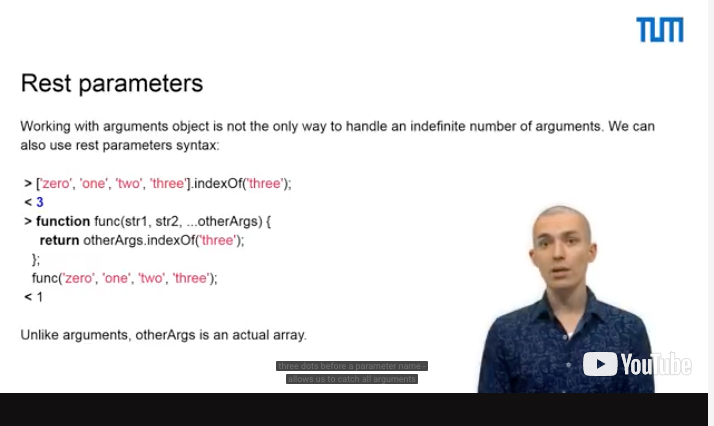 TUM
Rest parameters
Working with arguments object is not the only way to handle an indefinite number of arguments. We can
also use rest parameters syntax:
> ['zero', 'one', 'two', 'three'].indexOf('three');
< 3
> function func(str1, str2, ...otherArgs) {
return otherArgs.indexOf('three');
};
func('zero', 'one', 'two', 'three');
< 1
Unlike arguments, otherArgs is an actual array.
three dots before a parameter name -
allows us to catch all arguments
YouTube